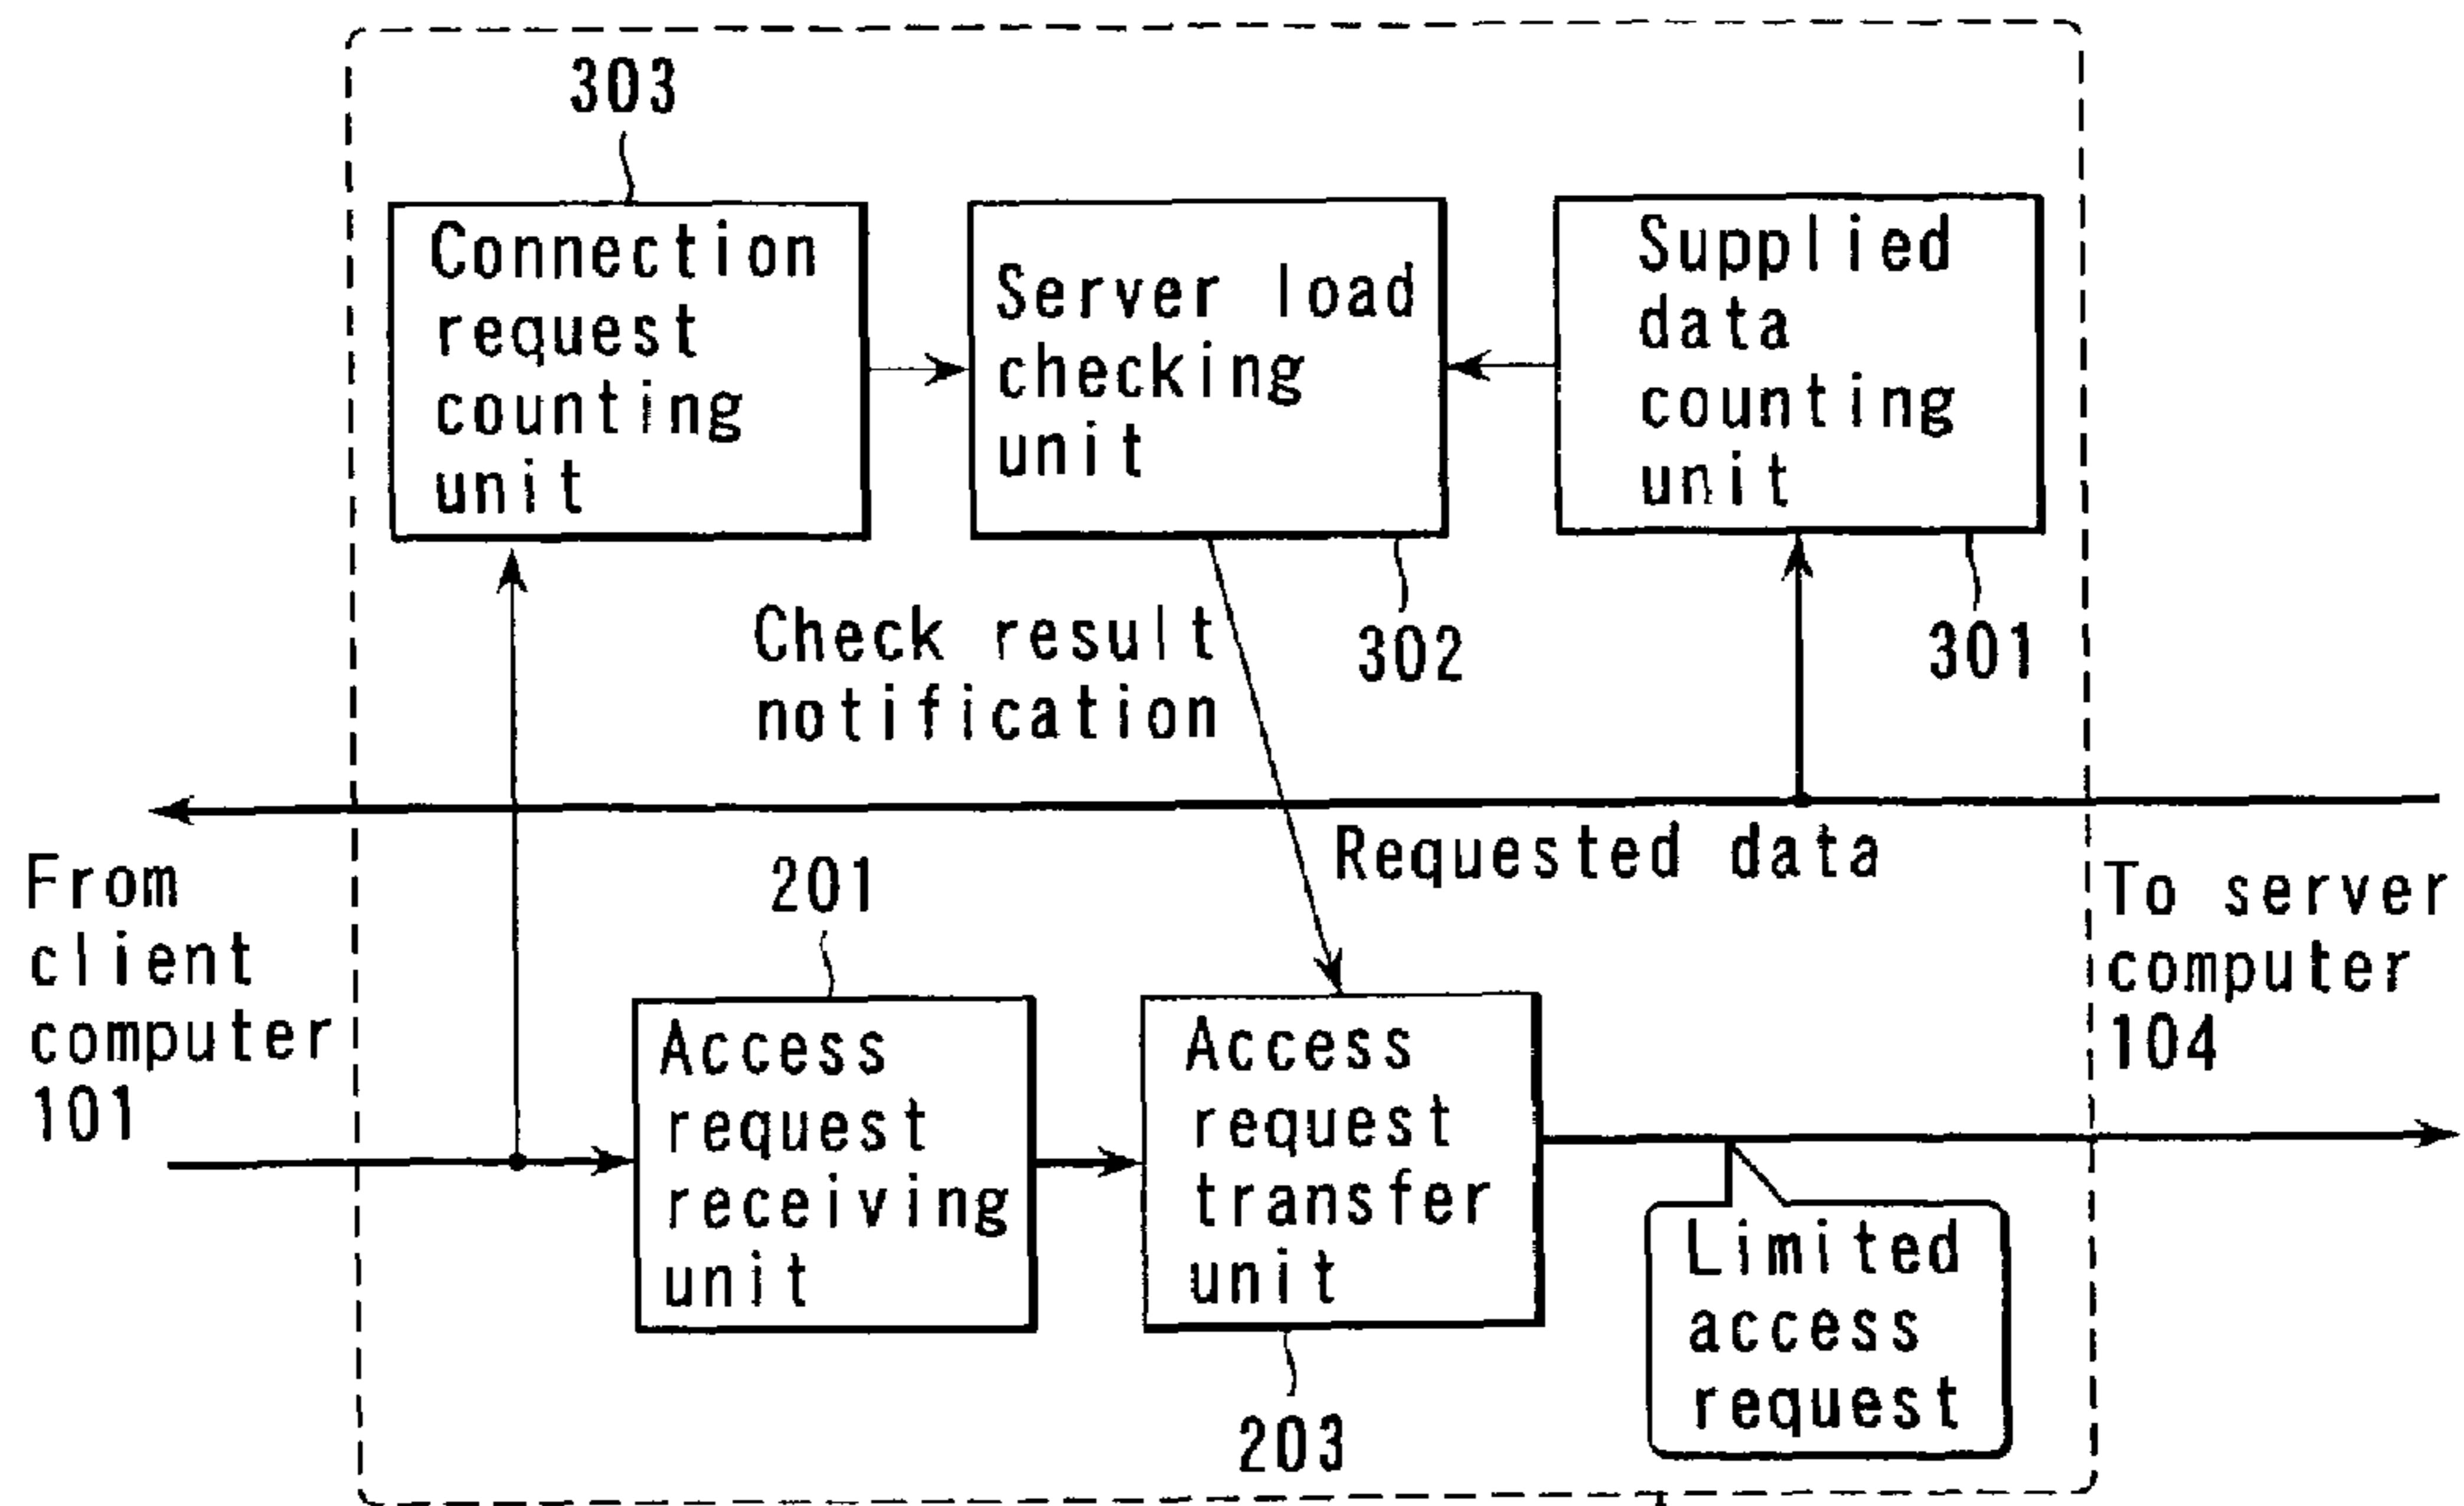 303
Connection
request
counting
unit
Server load
checking
unit
Supplied
data
counting
unit
Check result
notification
302
301
Requested data
From
client
computer
101
201
To server
computer
104
Access
request
receiving
unit
Access
request
transfer
unit
203
Limited
access
request